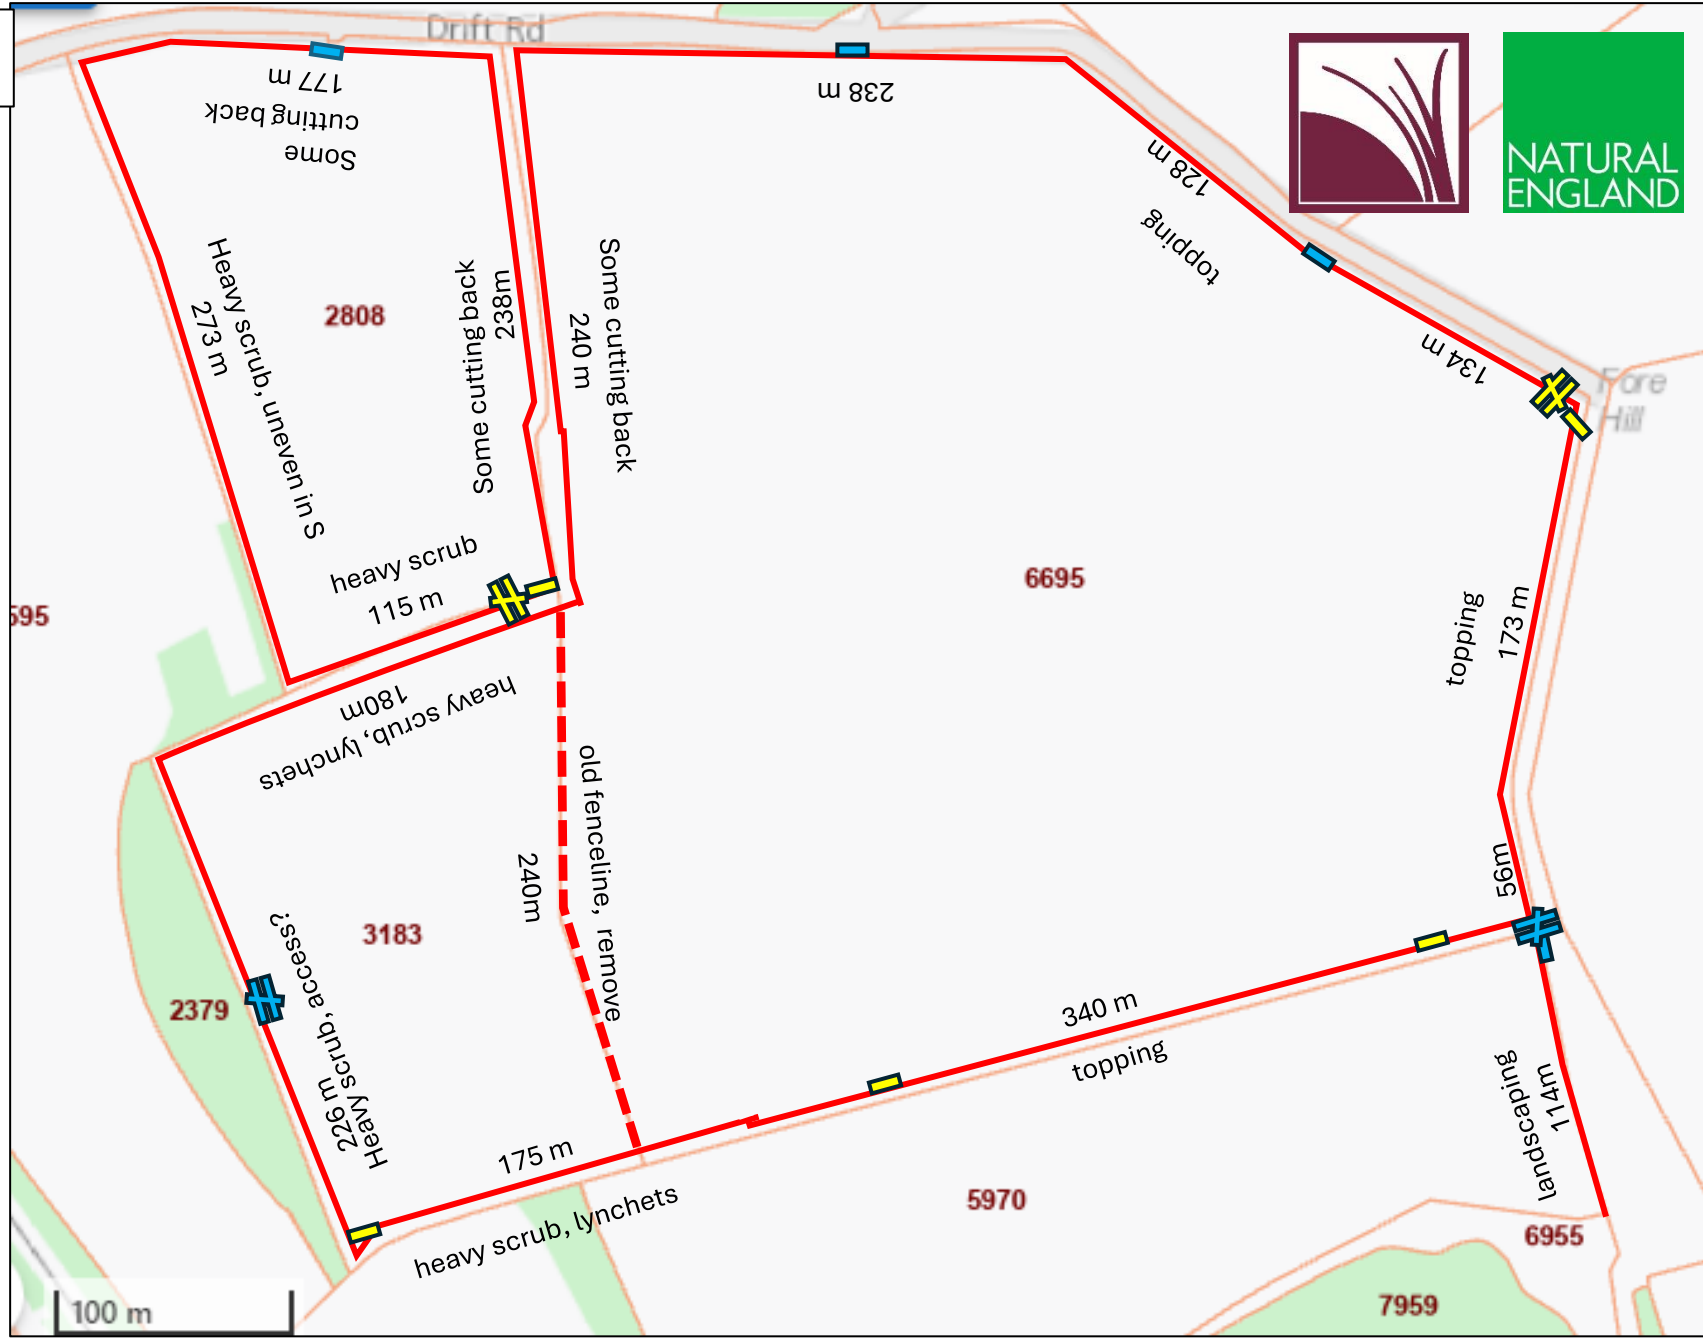 Drift Rd
177 m
cutting back
Some
238 m
128 m
topping
134 m
Fore
Hill
NATURAL
ENGLAND
Heavy scrub, uneven in S
273 m
2808
Some cutting back
238m
Some cutting back
240 m
heavy scrub
115 m
6695
topping
173 m
595
180m
heavy scrub, lynchets
old fenceline, remove
240m
56m
3183
2379
Heavy scrub, access?
226 m
340 m
topping
175 m
heavy scrub, lynchets
114m
landscaping
5970
6955
7959
100 m